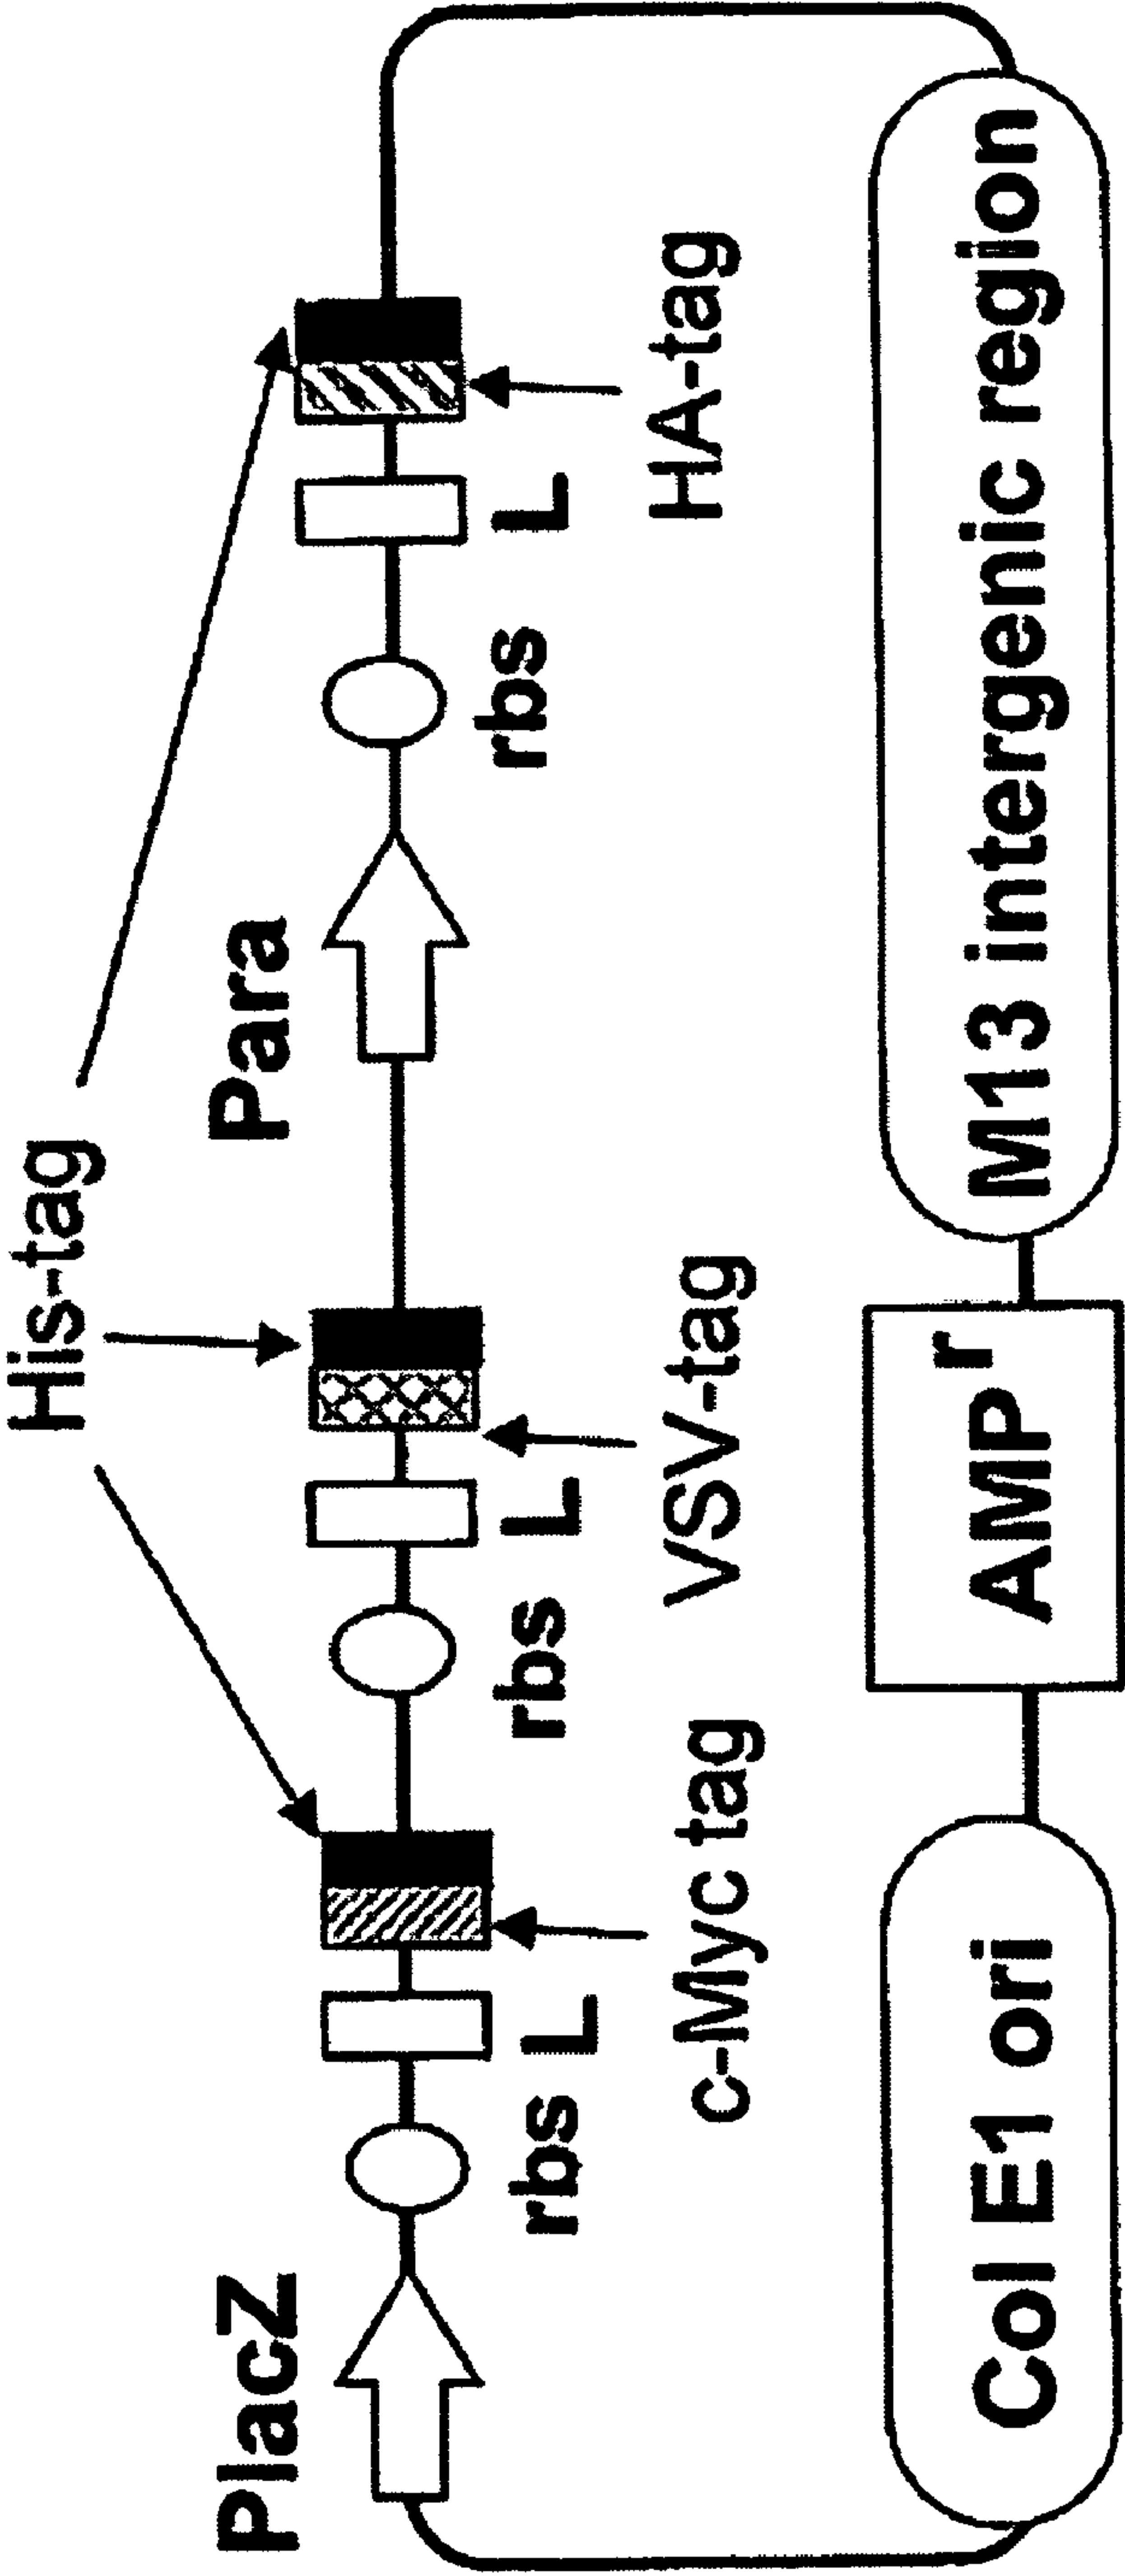 His-tag
PlacZ
Para
rbs
L
rbs
L
rbs
L
c-Myc tag
VSV-tag
HA-tag
Col E1 ori
AMP r
M13 intergenic region